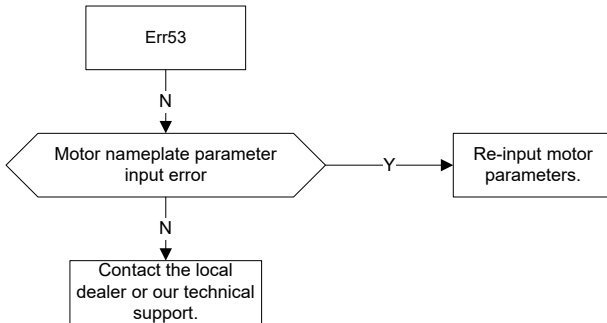 Err53
N
Motor nameplate parameter
input error
Y
Re-input motor
parameters.
N
Contact the local
dealer or our technical
support.